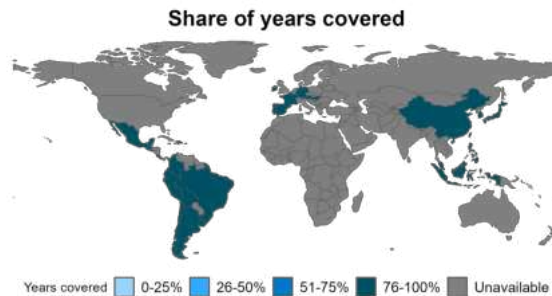 Share of years covered
Years covered 0-25% 26-50% 51-75% 76-100% Unavailable